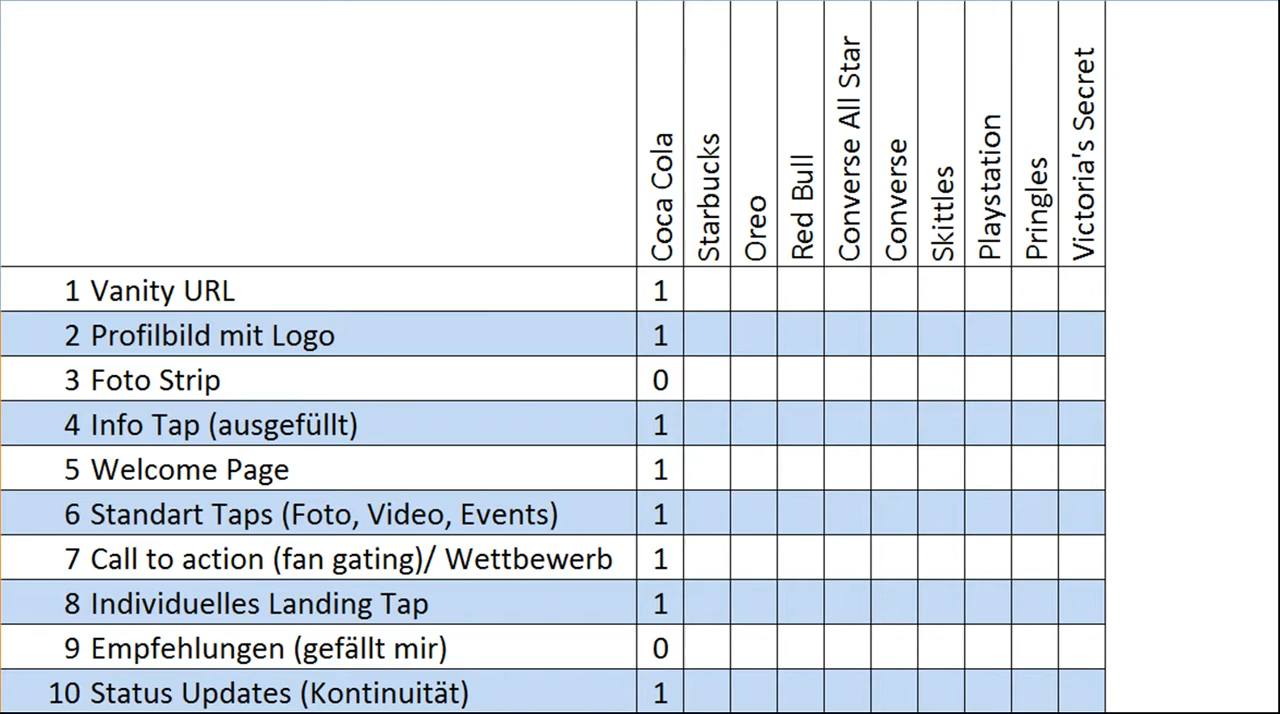 Coca Cola
Starbucks
Oreo
Red Bull
Converse All Star
Converse
Skittles
Playstation
Pringles
Victoria's Secret
1 Vanity URL 1
2 Profilbild mit Logo 1
3 Foto Strip 0
4 Info Tap (ausgefüllt) 1
5 Welcome Page 1
6 Standart Taps (Foto, Video, Events) 1
7 Call to action (fan gating)/ Wettbewerb 1
8 Individuelles Landing Tap 1
9 Empfehlungen (gefällt mir) 0
10 Status Updates (Kontinuität) 1